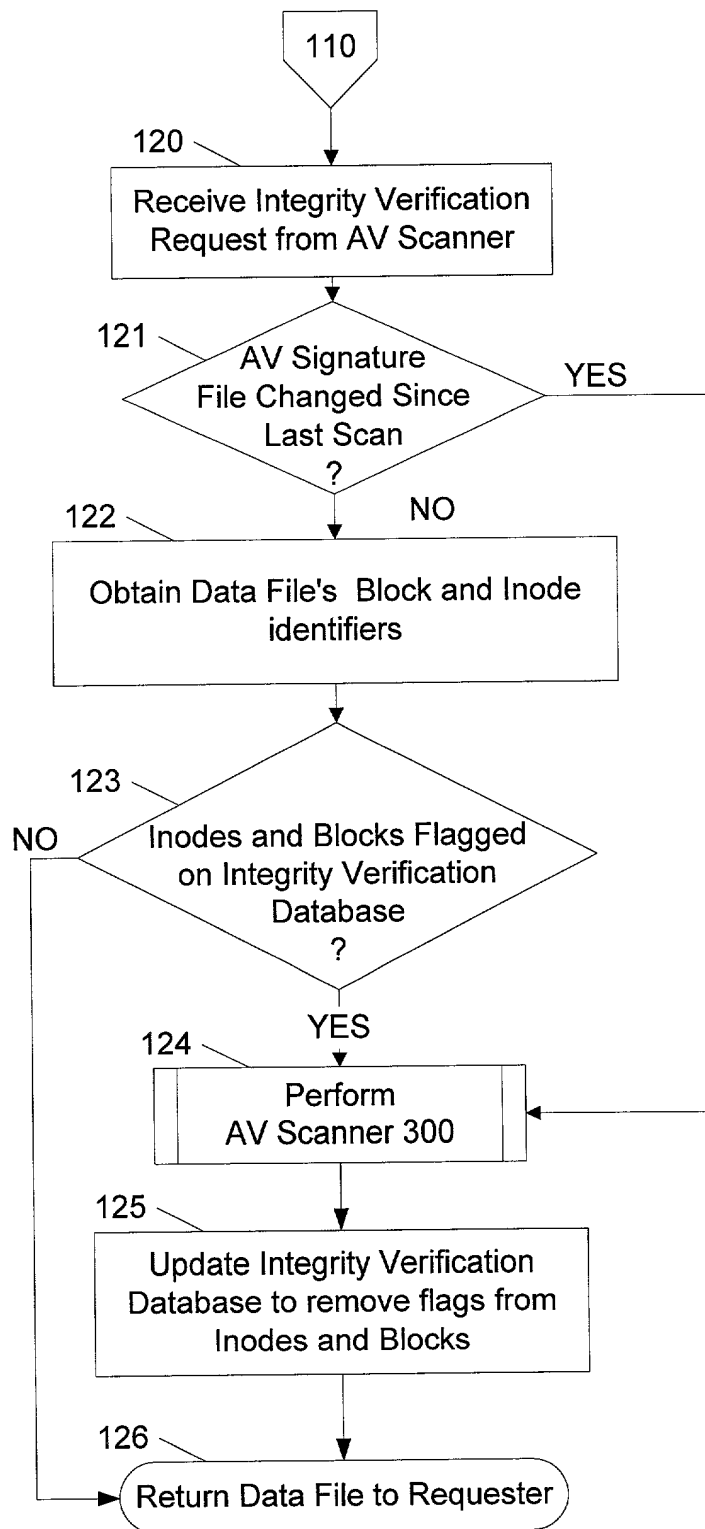 110
120
Receive Integrity Verification
Request from AV Scanner
121
AV Signature
File Changed Since
Last Scan
?
YES
NO
122
Obtain Data File's Block and Inode
identifiers
123
NO
Inodes and Blocks Flagged
on Integrity Verification
Database
?
YES
124
Perform
AV Scanner 300
125
Update Integrity Verification
Database to remove flags from
Inodes and Blocks
126
Return Data File to Requester